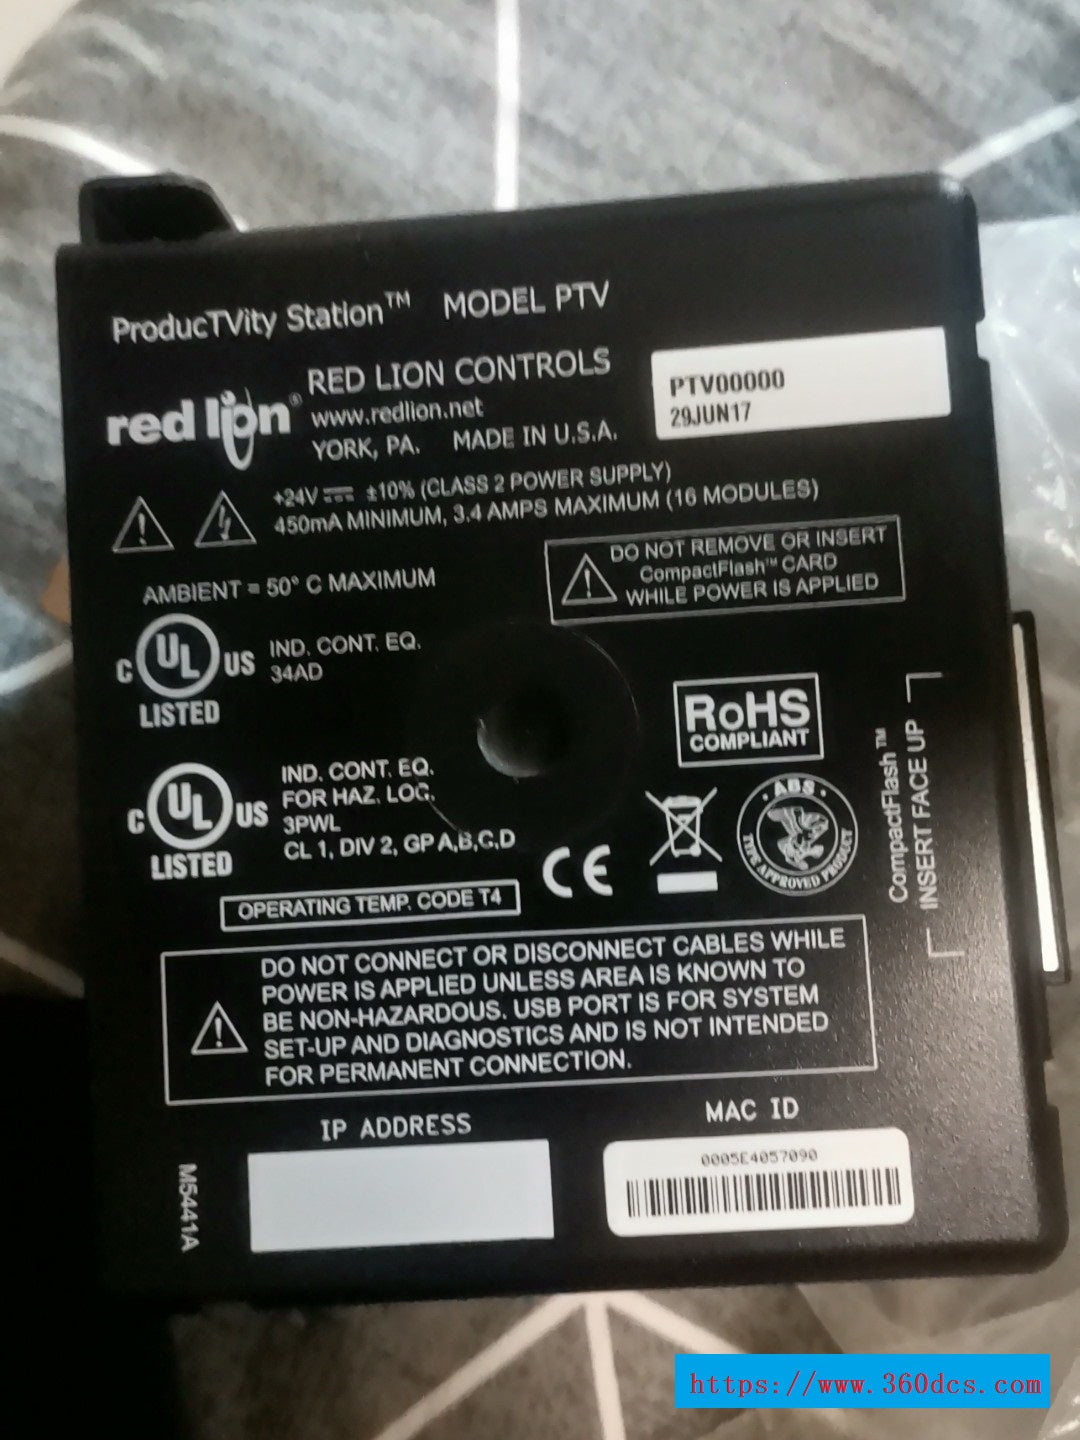 ProducTVity Station™ MODEL PTV
red lion®
RED LION CONTROLS
www.redlion.net
YORK, PA. MADE IN U.S.A.
PTV00000
29JUN17
+24V ⎓ ±10% (CLASS 2 POWER SUPPLY)
450mA MINIMUM, 3.4 AMPS MAXIMUM (16 MODULES)
DO NOT REMOVE OR INSERT
CompactFlash™ CARD
WHILE POWER IS APPLIED
AMBIENT = 50° C MAXIMUM
C UL US
LISTED
IND. CONT. EQ.
34AD
RoHS
COMPLIANT
C UL US
LISTED
IND. CONT. EQ.
FOR HAZ. LOC.
3PWL
CL 1, DIV 2, GP A,B,C,D
CE
ABS
TYPE APPROVED PRODUCT
CompactFlash™
INSERT FACE UP
OPERATING TEMP. CODE T4
DO NOT CONNECT OR DISCONNECT CABLES WHILE
POWER IS APPLIED UNLESS AREA IS KNOWN TO
BE NON-HAZARDOUS. USB PORT IS FOR SYSTEM
SET-UP AND DIAGNOSTICS AND IS NOT INTENDED
FOR PERMANENT CONNECTION.
IP ADDRESS
MAC ID
0005E4057090
M5441A
https://www.360dcs.com